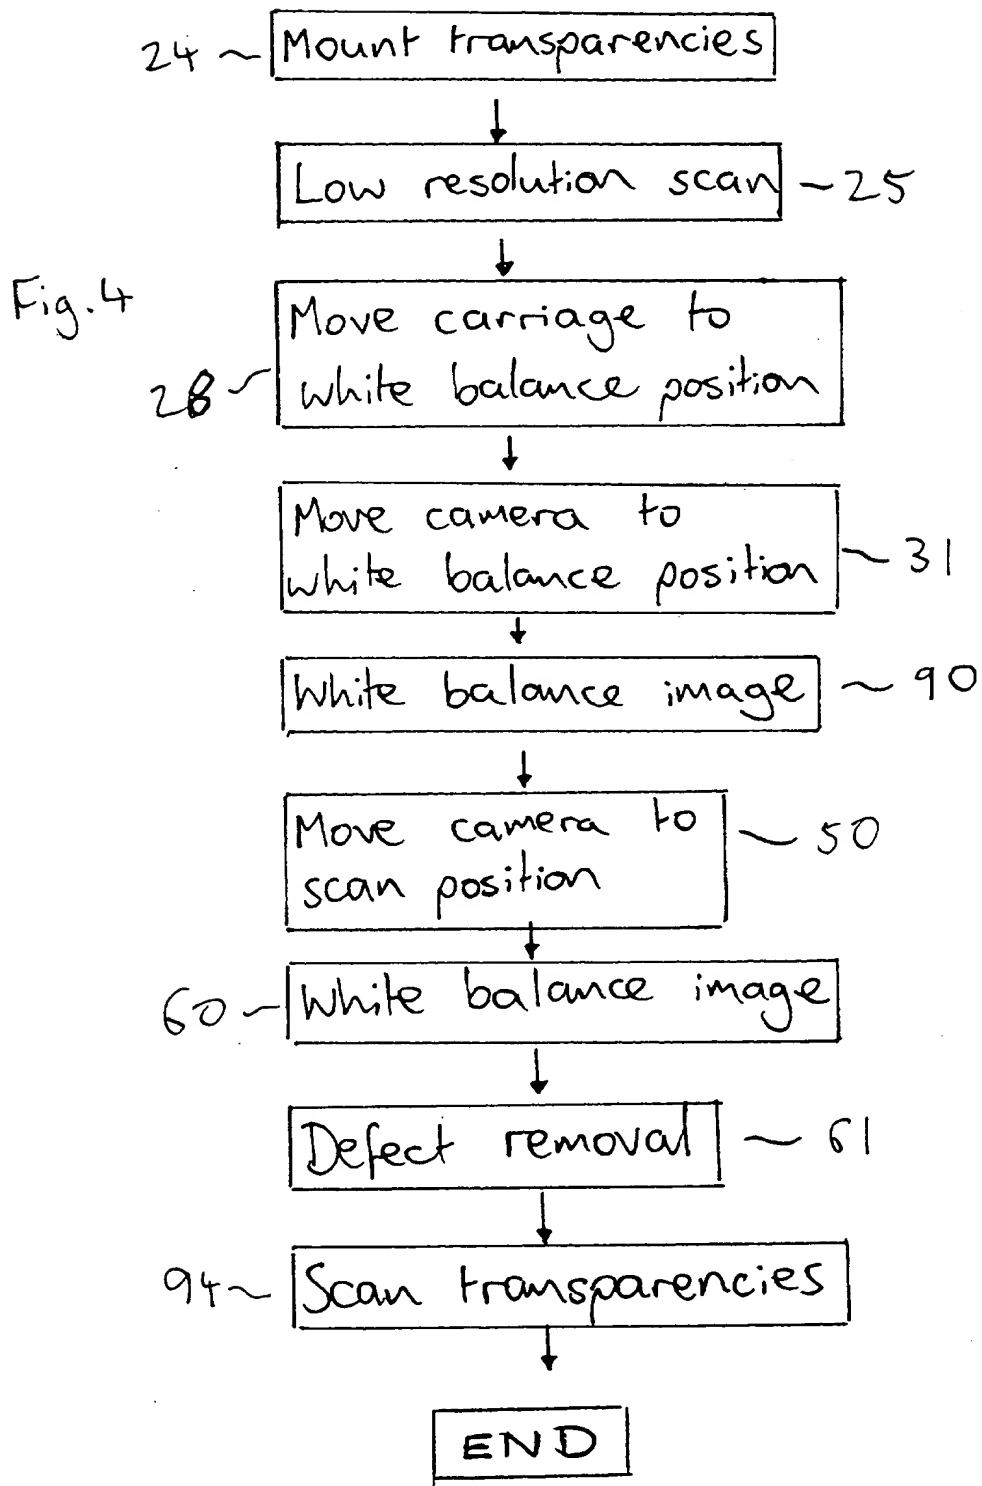 24 Mount transparencies
Low resolution scan 25
Fig. 4
Move carriage to
28 white balance position
Move camera to
white balance position 31
White balance image 90
Move camera to 50
scan position
60 White balance image
Defect removal 61
94 Scan transparencies
END